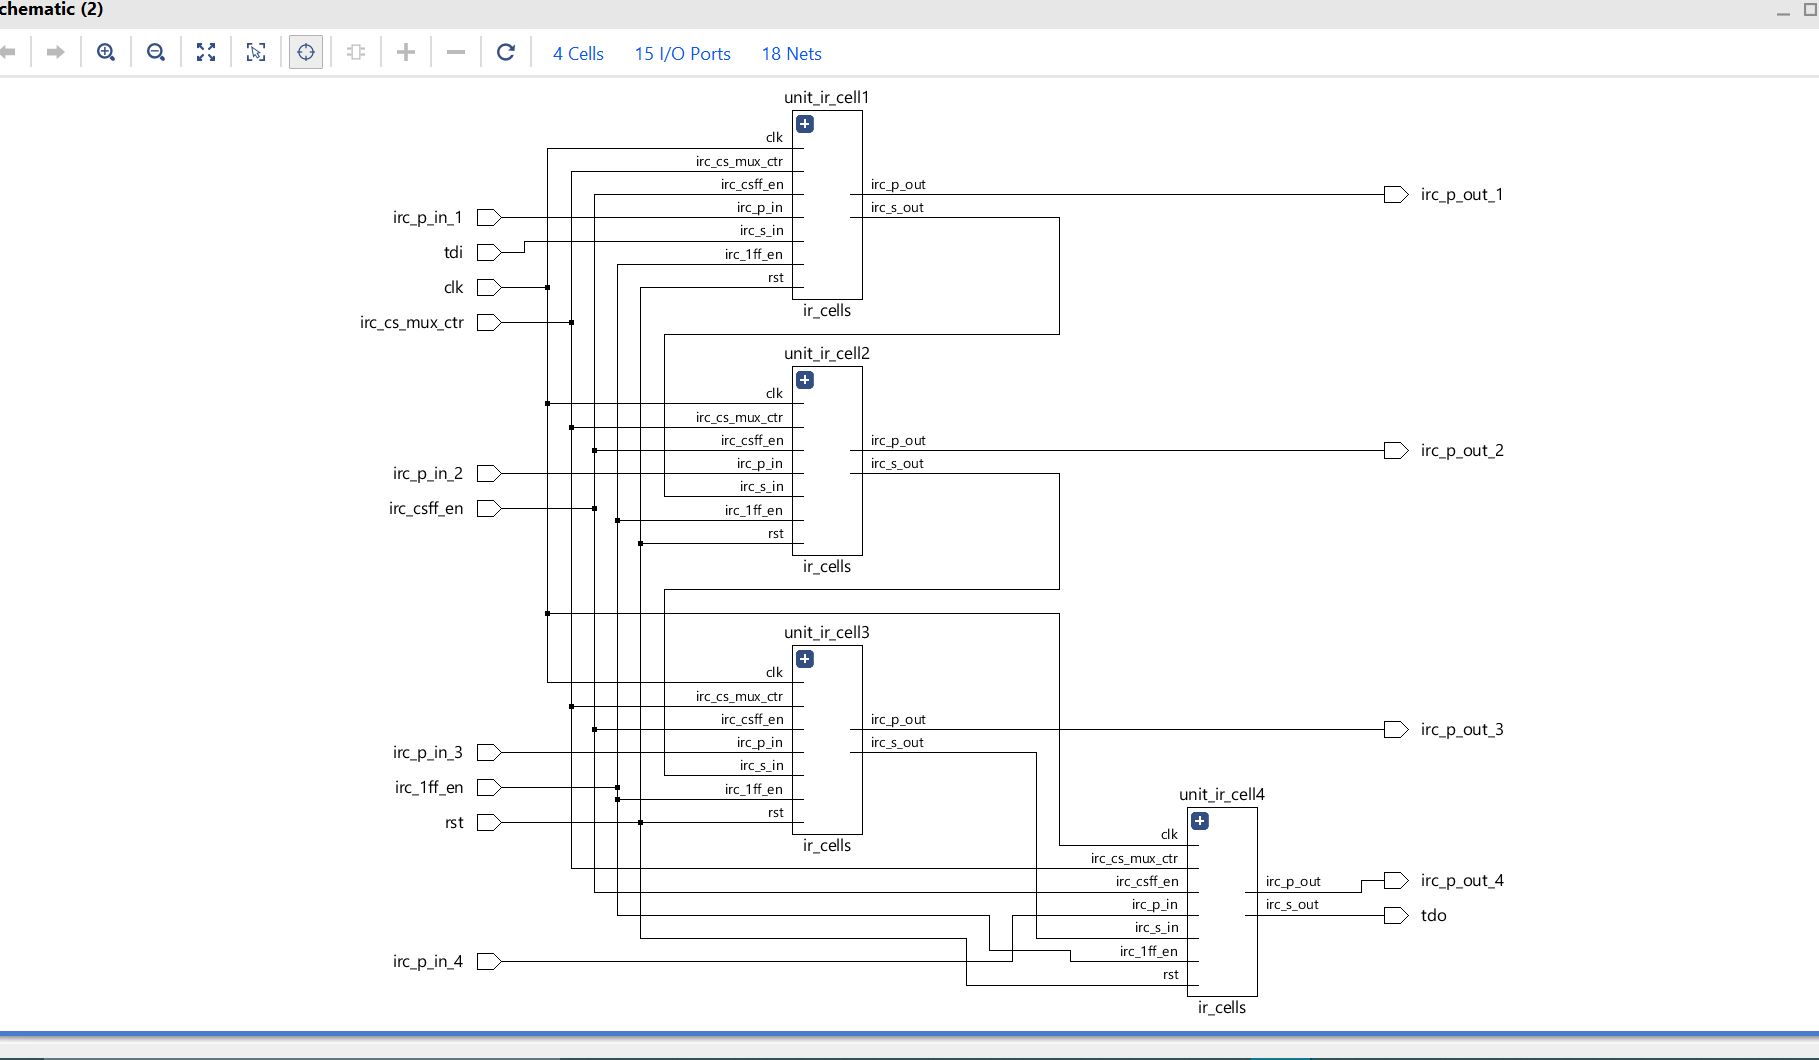 chematic (2)
4 Cells 15 I/O Ports 18 Nets
unit_ir_cell1
clk
irc_cs_mux_ctr
irc_csff_en
irc_p_in
irc_s_in
irc_1ff_en
rst
irc_p_out
irc_s_out
ir_cells
irc_p_in_1
tdi
clk
irc_cs_mux_ctr
irc_p_out_1
unit_ir_cell2
clk
irc_cs_mux_ctr
irc_csff_en
irc_p_in
irc_s_in
irc_1ff_en
rst
irc_p_out
irc_s_out
ir_cells
irc_p_in_2
irc_csff_en
irc_p_out_2
unit_ir_cell3
clk
irc_cs_mux_ctr
irc_csff_en
irc_p_in
irc_s_in
irc_1ff_en
rst
irc_p_out
irc_s_out
ir_cells
irc_p_in_3
irc_1ff_en
rst
irc_p_out_3
unit_ir_cell4
clk
irc_cs_mux_ctr
irc_csff_en
irc_p_in
irc_s_in
irc_1ff_en
rst
irc_p_out
irc_s_out
ir_cells
irc_p_in_4
irc_p_out_4
tdo